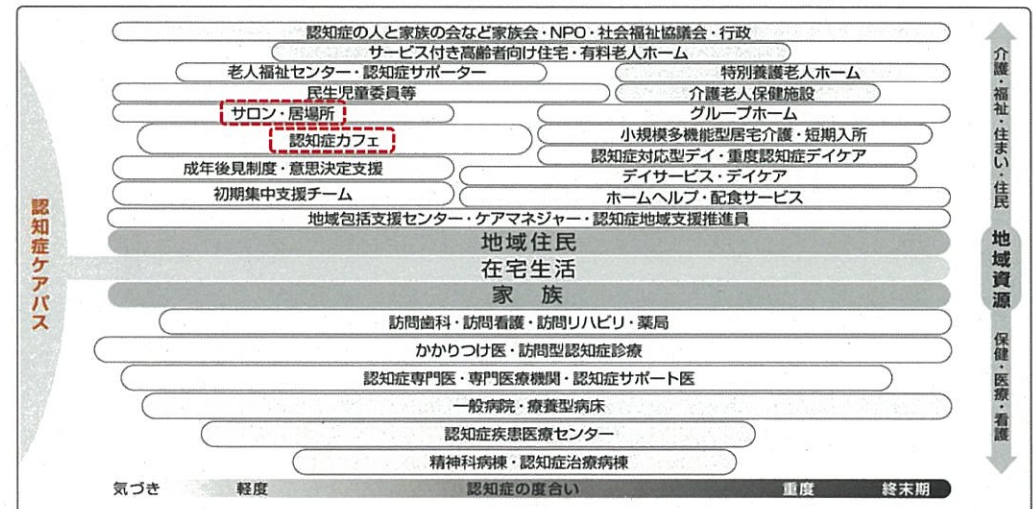 認知症の人と家族の会など家族会・NPO・社会福祉協議会・行政
サービス付き高齢者向け住宅・有料老人ホーム
老人福祉センター・認知症サポーター
特別養護老人ホーム
民生児童委員等
介護老人保健施設
サロン・居場所
グループホーム
認知症カフェ
小規模多機能型居宅介護・短期入所
認知症対応型デイ・重度認知症デイケア
成年後見制度・意思決定支援
デイサービス・デイケア
初期集中支援チーム
ホームヘルプ・配食サービス
地域包括支援センター・ケアマネジャー・認知症地域支援推進員
地域住民
在宅生活
家族
訪問歯科・訪問看護・訪問リハビリ・薬局
かかりつけ医・訪問型認知症診療
認知症専門医・専門医療機関・認知症サポート医
一般病院・療養型病床
認知症疾患医療センター
精神科病棟・認知症治療病棟
気づき 軽度 認知症の度合い 重度 終末期
認知症ケアパス
介護・福祉・住まい・住民
地域資源
保健・医療・看護